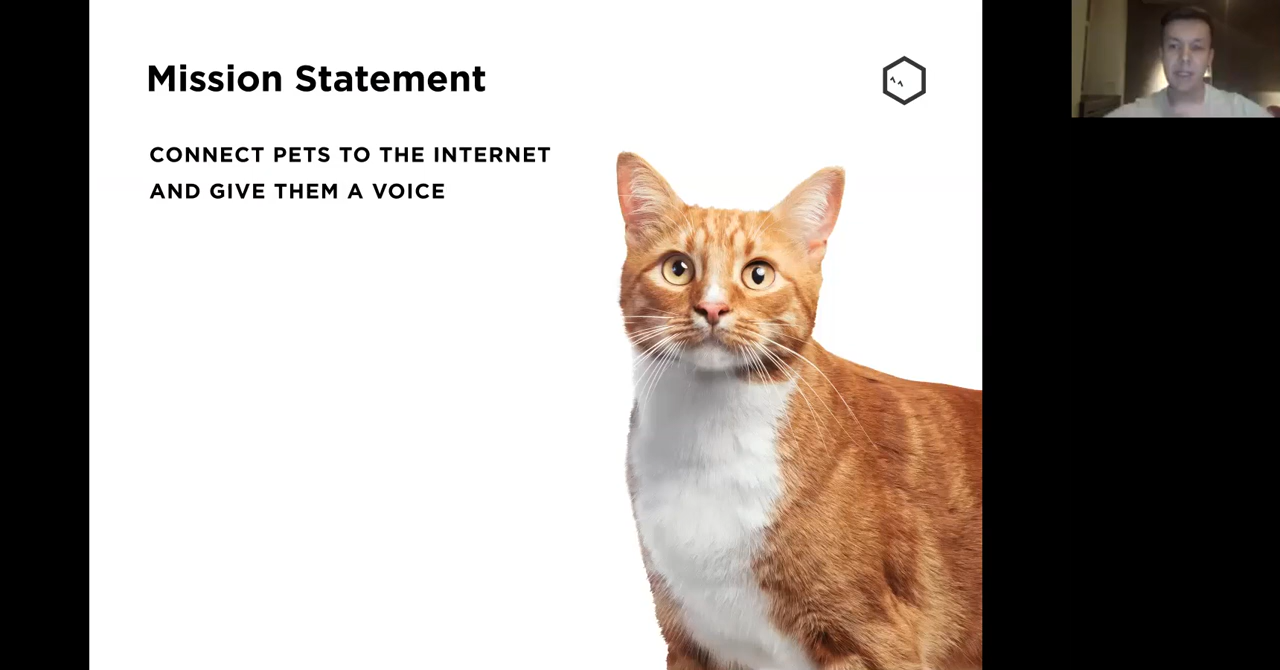 Mission Statement
CONNECT PETS TO THE INTERNET
AND GIVE THEM A VOICE